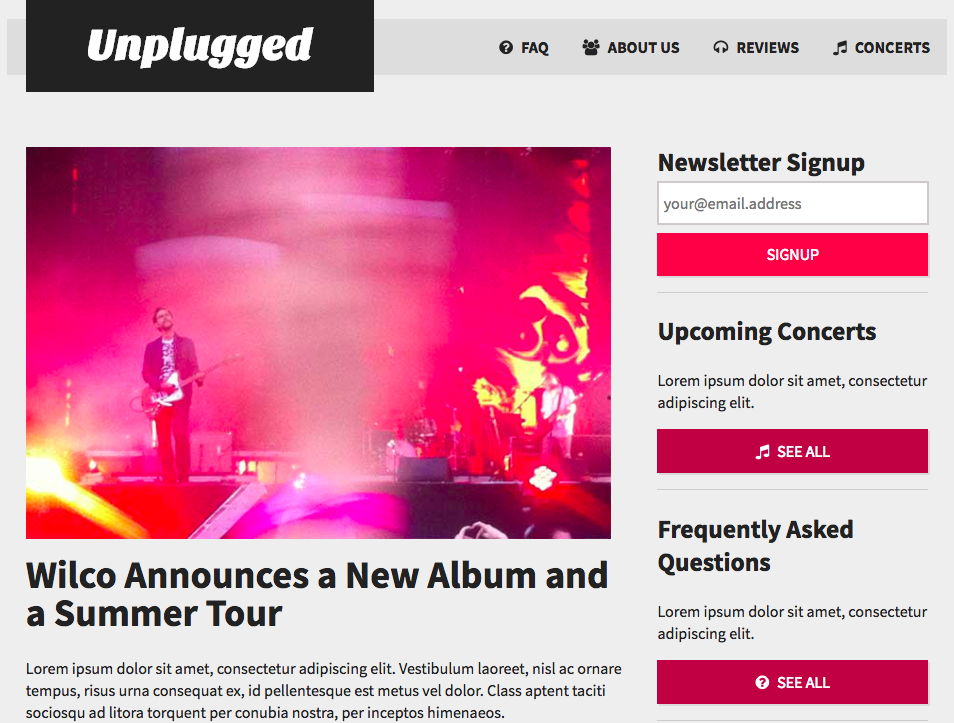 Unplugged
FAQ
ABOUT US
REVIEWS
CONCERTS
Wilco Announces a New Album and
a Summer Tour
Lorem ipsum dolor sit amet, consectetur adipiscing elit. Vestibulum laoreet, nisl ac ornare
tempus, risus urna consequat ex, id pellentesque est metus vel dolor. Class aptent taciti
sociosqu ad litora torquent per conubia nostra, per inceptos himenaeos.
Newsletter Signup
your@email.address
SIGNUP
Upcoming Concerts
Lorem ipsum dolor sit amet, consectetur
adipiscing elit.
SEE ALL
Frequently Asked
Questions
Lorem ipsum dolor sit amet, consectetur
adipiscing elit.
SEE ALL